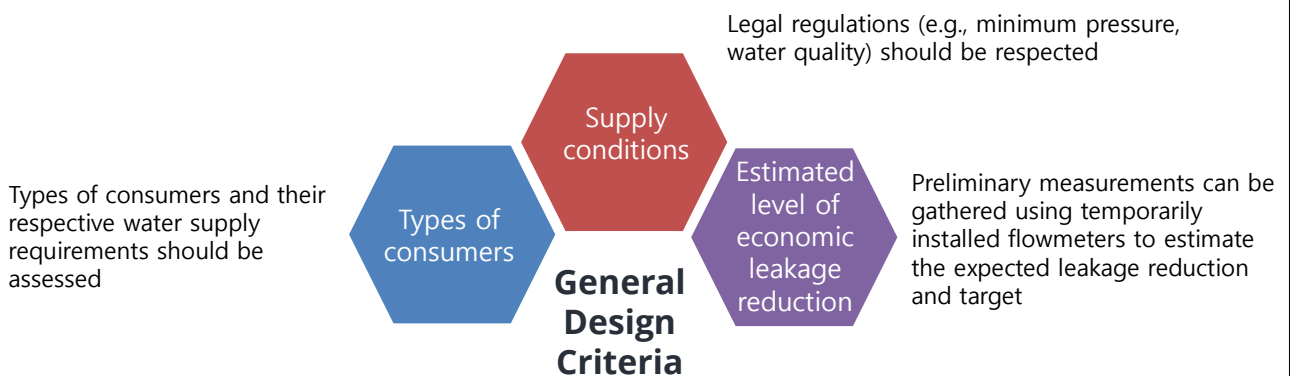 Legal regulations (e.g., minimum pressure,
water quality) should be respected
Supply
conditions
Types of consumers and their
respective water supply
requirements should be
assessed
Types of
consumers
Estimated
level of
economic
leakage
reduction
Preliminary measurements can be
gathered using temporarily
installed flowmeters to estimate
the expected leakage reduction
and target
General
Design
Criteria